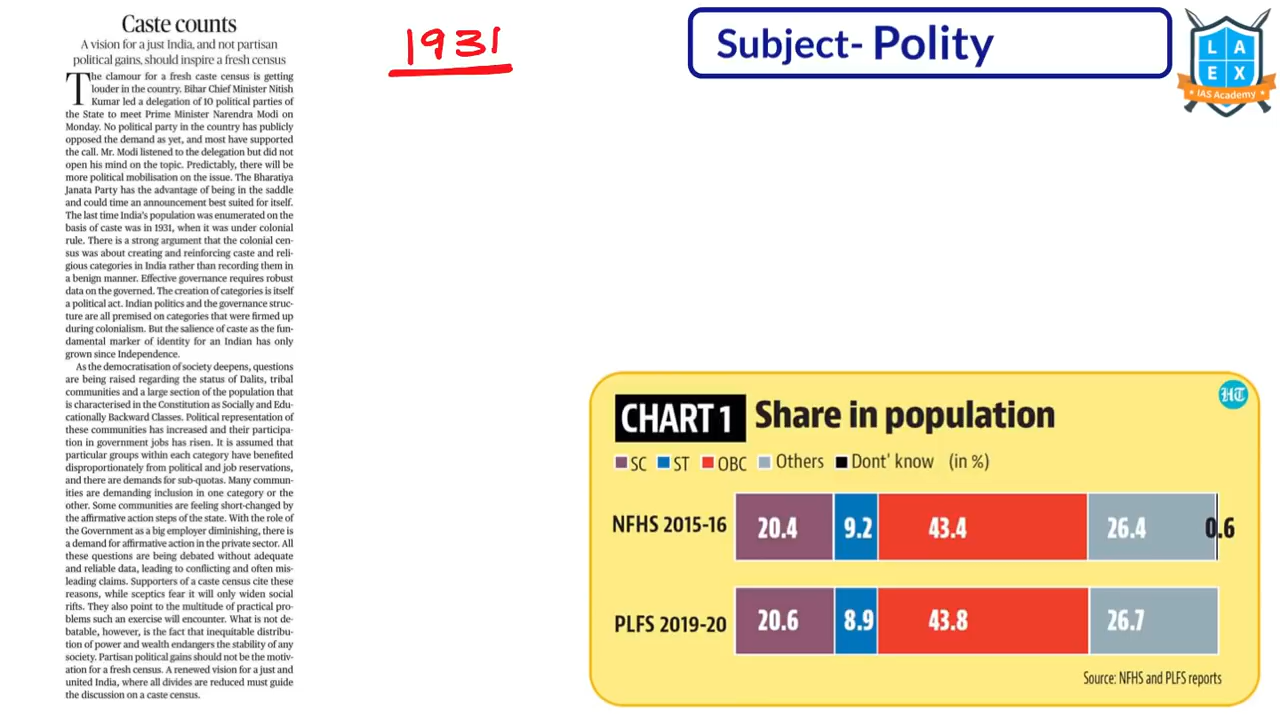 Caste counts
A vision for a just India, and not partisan
political gains, should inspire a fresh census
The clamour for a fresh caste census is getting
louder in the country. Bihar Chief Minister Nitish
Kumar led a delegation of 10 political parties of
the State to meet Prime Minister Narendra Modi on
Monday. No political party in the country has publicly
opposed the demand as yet, and most have supported
the call. Mr. Modi listened to the delegation but did not
open his mind on the topic. Predictably, there will be
more political mobilisation on the issue. The Bharatiya
Janata Party has the advantage of being in the saddle
and could time an announcement best suited for itself.
The last time India's population was enumerated on the
basis of caste was in 1931, when it was under colonial
rule. There is a strong argument that the colonial cen-
sus was about creating and reinforcing caste and reli-
gious categories in India rather than recording them in
a benign manner. Effective governance requires robust
data on the governed. The creation of categories is itself
a political act. Indian politics and the governance struc-
ture are all premised on categories that were firmed up
during colonialism. But the salience of caste as the fun-
damental marker of identity for an Indian has only
grown since Independence.
As the democratisation of society deepens, questions
are being raised regarding the status of Dalits, tribal
communities and a large section of the population that
is characterised in the Constitution as Socially and Edu-
cationally Backward Classes. Political representation of
these communities has increased and their participa-
tion in government jobs has risen. It is assumed that
particular groups within each category have benefited
disproportionately from political and job reservations,
and there are demands for sub-quotas. Many commun-
ities are demanding inclusion in one category or the
other. Some communities are feeling short-changed by
the affirmative action steps of the state. With the role of
the Government as a big employer diminishing, there is
a demand for affirmative action in the private sector. All
these questions are being debated without adequate
and reliable data, leading to conflicting and often mis-
leading claims. Supporters of a caste census cite these
reasons, while sceptics fear it will only widen social
rifts. They also point to the multitude of practical pro-
blems such an exercise will encounter. What is not de-
batable, however, is the fact that inequitable distribu-
tion of power and wealth endangers the stability of any
society. Partisan political gains should not be the motiv-
ation for a fresh census. A renewed vision for a just and
united India, where all divides are reduced must guide
the discussion on a caste census.
1931
Subject- Polity
L A
E X
IAS Academy
HT
CHART 1 Share in population
SC ST OBC Others Dont' know (in %)
NFHS 2015-16 20.4 9.2 43.4 26.4 0.6
PLFS 2019-20 20.6 8.9 43.8 26.7
Source: NFHS and PLFS reports